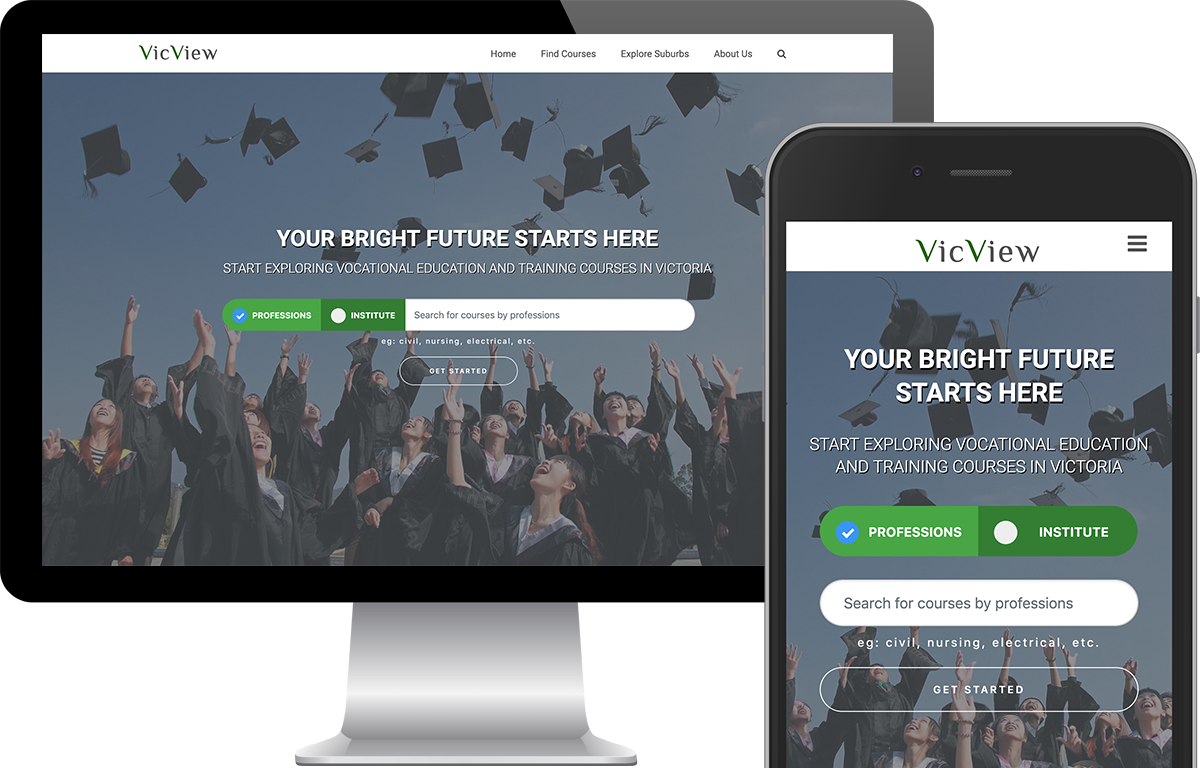 VicView
Home Find Courses Explore Suburbs About Us
YOUR BRIGHT FUTURE STARTS HERE
START EXPLORING VOCATIONAL EDUCATION AND TRAINING COURSES IN VICTORIA
PROFESSIONS INSTITUTE Search for courses by professions
eg: civil, nursing, electrical, etc.
GET STARTED
VicView
YOUR BRIGHT FUTURE
STARTS HERE
START EXPLORING VOCATIONAL EDUCATION
AND TRAINING COURSES IN VICTORIA
PROFESSIONS INSTITUTE
Search for courses by professions
eg: civil, nursing, electrical, etc.
GET STARTED